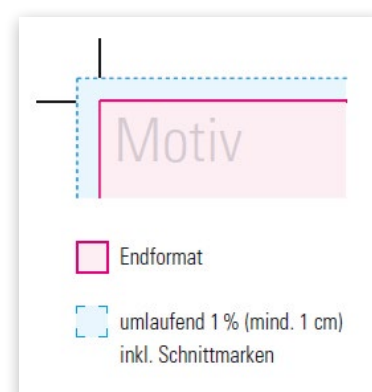 Motiv
Endformat
umlaufend 1 % (mind. 1 cm)
inkl. Schnittmarken